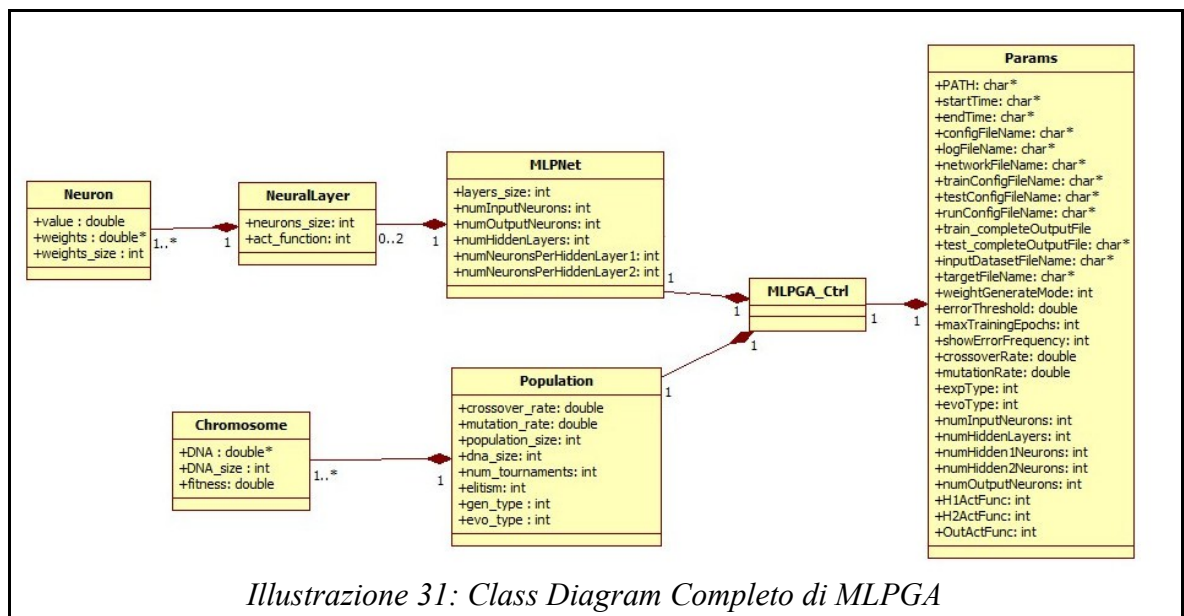 Neuron
+value : double
+weights : double*
+weights_size : int
1..*
1
NeuralLayer
+neurons_size: int
+act_function: int
0..2
1
MLPNet
+layers_size: int
+numInputNeurons: int
+numOutputNeurons: int
+numHiddenLayers: int
+numNeuronsPerHiddenLayer1: int
+numNeuronsPerHiddenLayer2: int
1
1
MLPGA_Ctrl
1
1
1
1
Chromosome
+DNA : double*
+DNA_size : int
+fitness: double
1..*
1
Population
+crossover_rate: double
+mutation_rate: double
+population_size: int
+dna_size: int
+num_tournaments: int
+elitism: int
+gen_type : int
+evo_type : int
Params
+PATH: char*
+startTime: char*
+endTime: char*
+configFileName: char*
+logFileName: char*
+networkFileName: char*
+trainConfigFileName: char*
+testConfigFileName: char*
+runConfigFileName: char*
+train_completeOutputFile
+test_completeOutputFile: char*
+inputDatasetFileName: char*
+targetFileName: char*
+weightGenerateMode: int
+errorThreshold: double
+maxTrainingEpochs: int
+showErrorFrequency: int
+crossoverRate: double
+mutationRate: double
+expType: int
+evoType: int
+numInputNeurons: int
+numHiddenLayers: int
+numHidden1Neurons: int
+numHidden2Neurons: int
+numOutputNeurons: int
+H1ActFunc: int
+H2ActFunc: int
+OutActFunc: int
Illustrazione 31: Class Diagram Completo di MLPGA